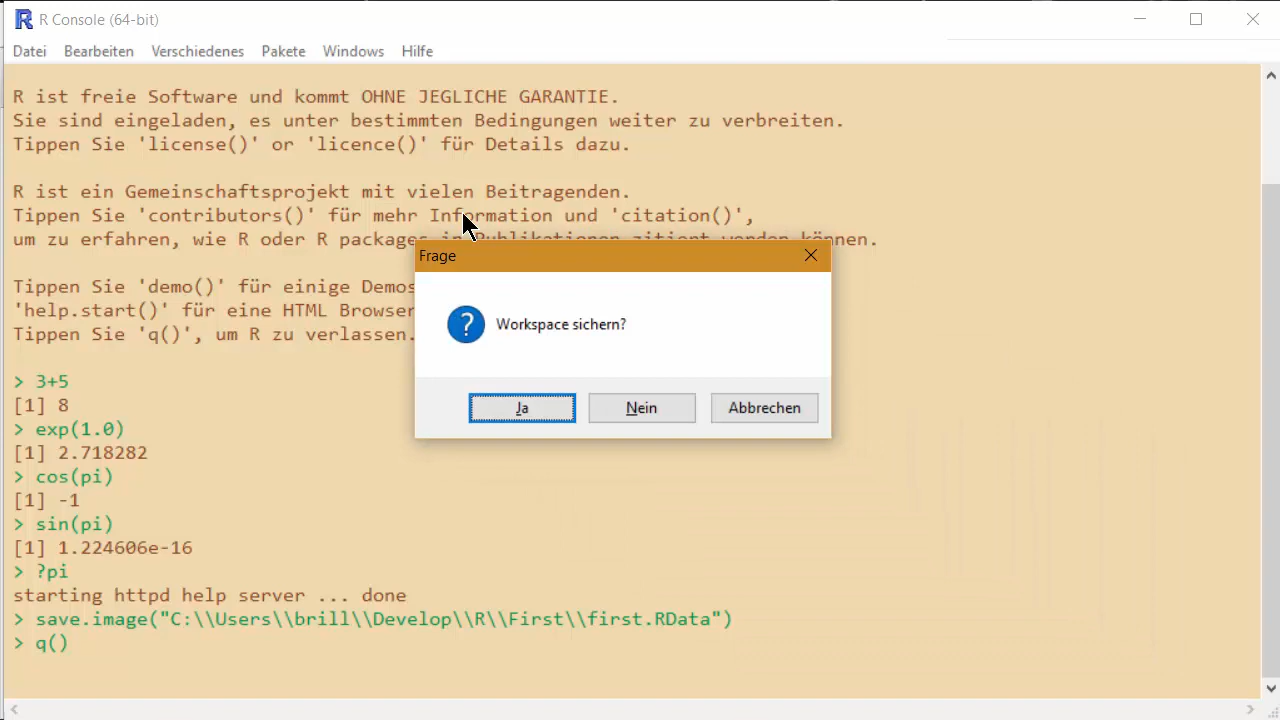 R Console (64-bit)
Datei Bearbeiten Verschiedenes Pakete Windows Hilfe
R ist freie Software und kommt OHNE JEGLICHE GARANTIE.
Sie sind eingeladen, es unter bestimmten Bedingungen weiter zu verbreiten.
Tippen Sie 'license()' or 'licence()' für Details dazu.
R ist ein Gemeinschaftsprojekt mit vielen Beitragenden.
Tippen Sie 'contributors()' für mehr Information und 'citation()',
um zu erfahren, wie R oder R packages in Publikationen zitiert werden können.
Tippen Sie 'demo()' für einige Demos
'help.start()' für eine HTML Browser
Tippen Sie 'q()', um R zu verlassen.
> 3+5
[1] 8
> exp(1.0)
[1] 2.718282
> cos(pi)
[1] -1
> sin(pi)
[1] 1.224606e-16
> ?pi
starting httpd help server ... done
> save.image("C:\\Users\\brill\\Develop\\R\\First\\first.RData")
> q()
Frage
Workspace sichern?
Ja Nein Abbrechen